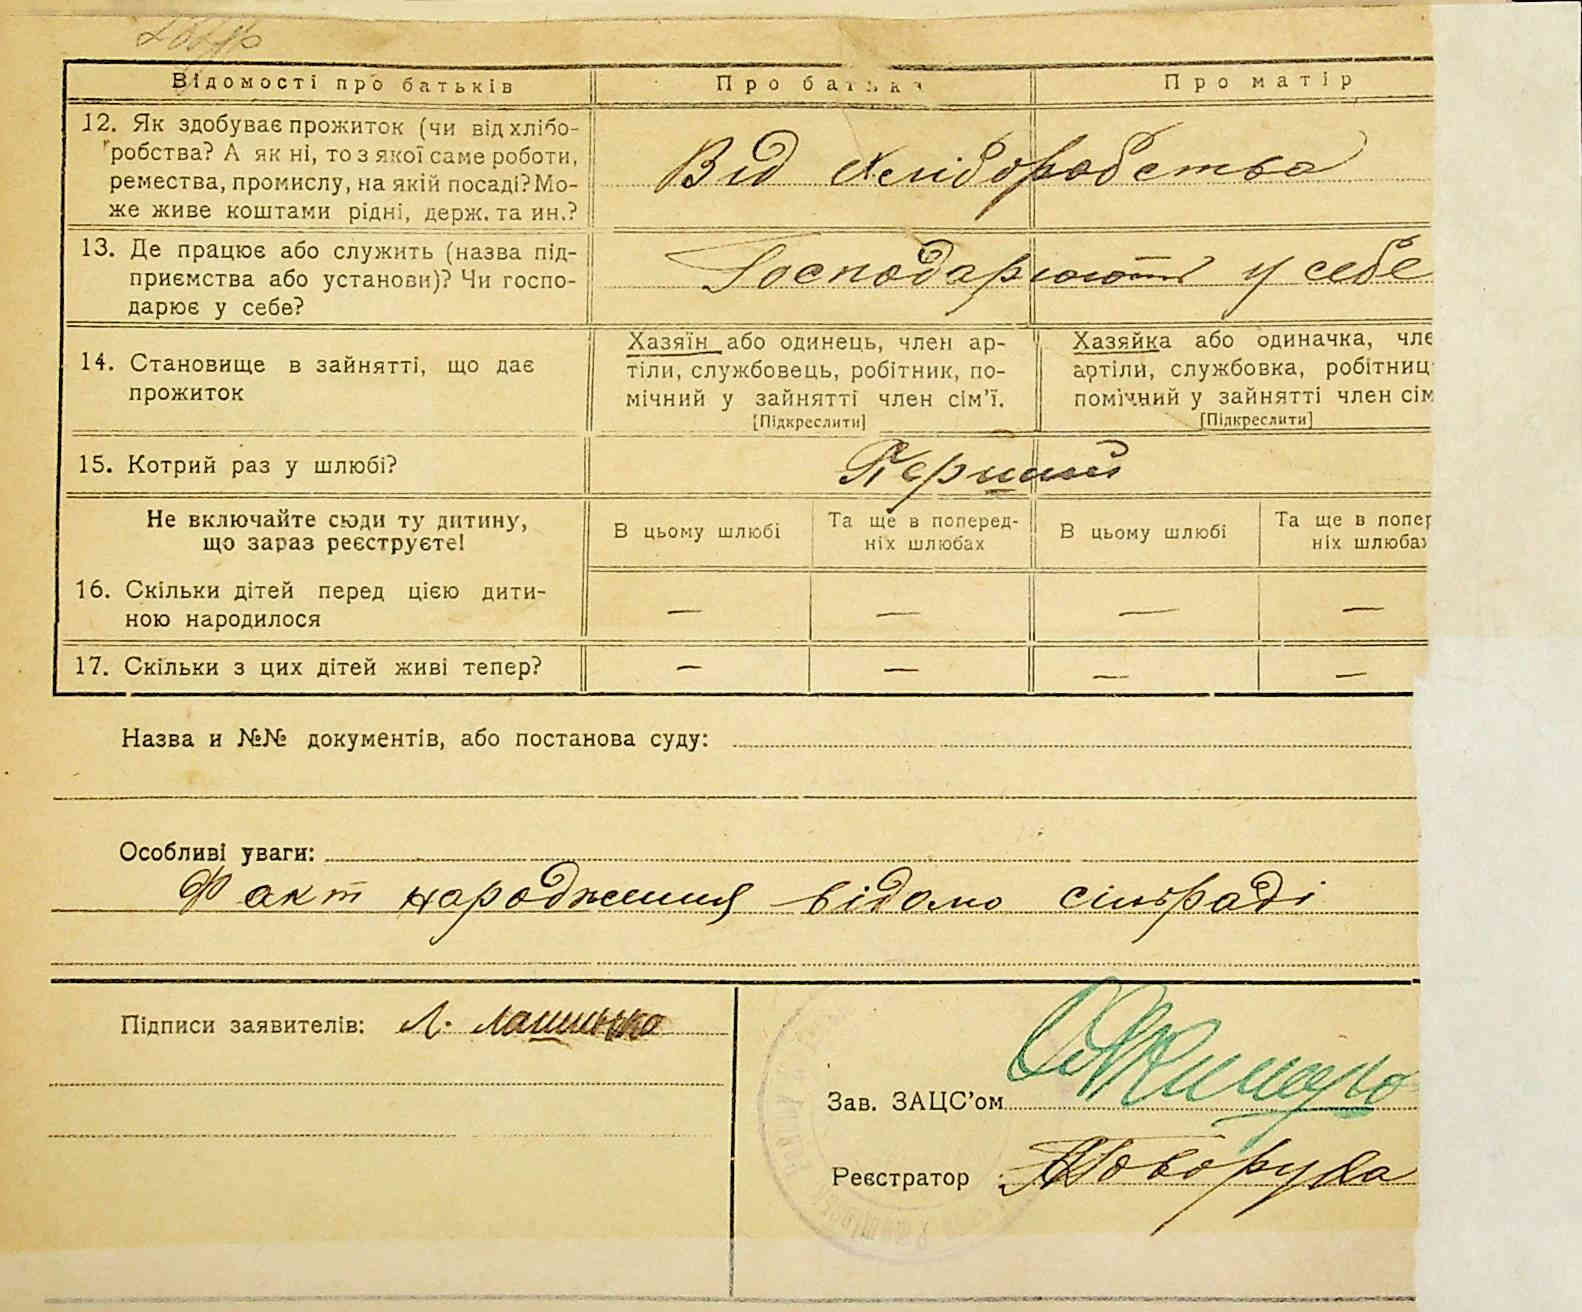 Відомості про батьків
Про батька
Про матір
12. Як здобуває прожиток (чи від хлібо-
робства? А як ні, то з якої саме роботи,
ремества, промислу, на якій посаді? Мо-
же живе коштами рідні, держ. та ин.?
Від хліборобства
13. Де працює або служить (назва під-
приємства або установи)? Чи госпо-
дарює у себе?
Господарюють у себе
14. Становище в зайнятті, що дає
прожиток
Хазяїн або одинець, член ар-
тіли, службовець, робітник, по-
мічний у зайнятті член сім'ї.
[Підкреслити]
Хазяйка або одиначка, чле
артіли, службовка, робітниц
помічний у зайнятті член сім
[Підкреслити]
15. Котрий раз у шлюбі?
Перший
Не включайте сюди ту дитину,
що зараз реєструєте!
В цьому шлюбі
Та ще в поперед-
ніх шлюбах
В цьому шлюбі
Та ще в попер
ніх шлюбах
16. Скільки дітей перед цією дити-
ною народилося
— — — —
17. Скільки з цих дітей живі тепер?
— — — —
Назва и №№ документів, або постанова суду:
Особливі уваги:
Факт народження відомо сільраді
Підписи заявителів: Л.
Зав. ЗАЦС'ом
Реєстратор